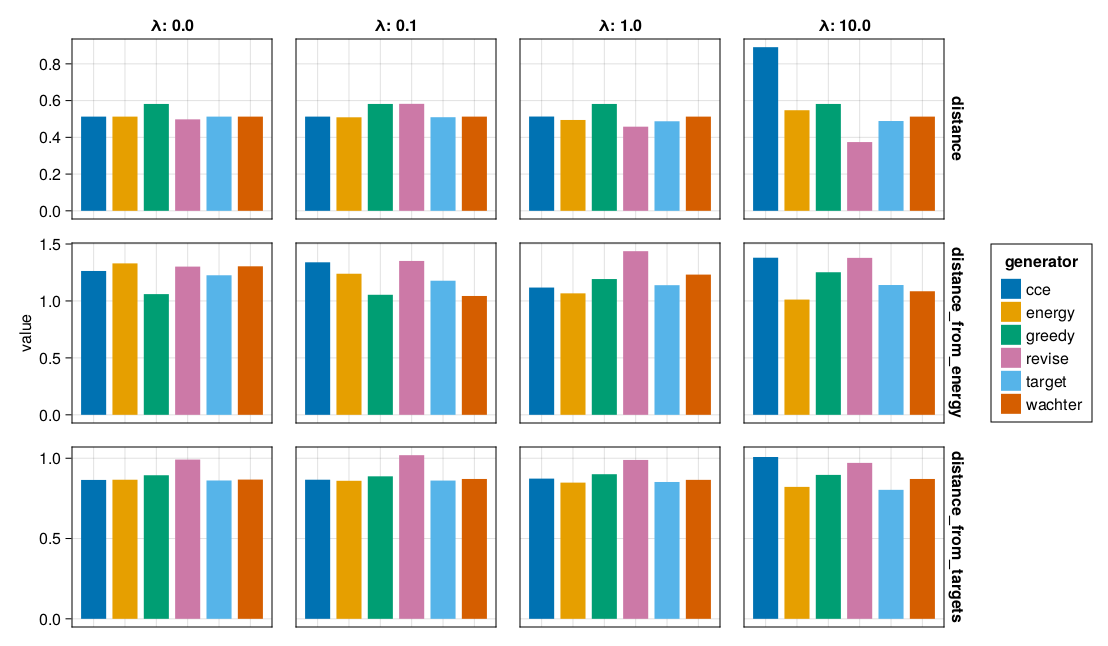 λ: 0.0
λ: 0.1
λ: 1.0
λ: 10.0
0.8
0.6
0.4
0.2
0.0
distance
value
1.5
1.0
0.5
0.0
distance_from_energy
1.0
0.5
0.0
distance_from_targets
generator
cce
energy
greedy
revise
target
wachter